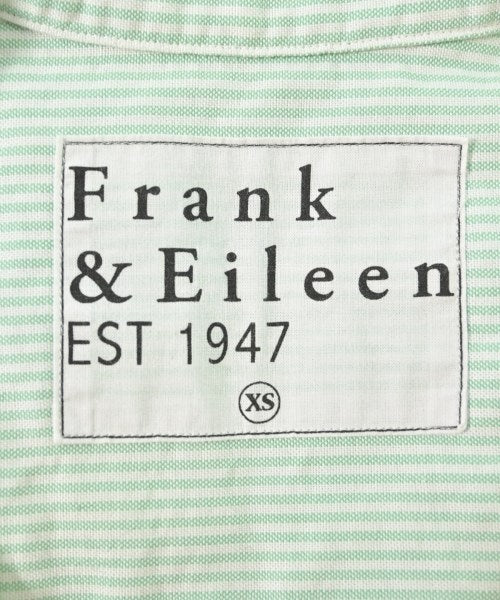 Frank
& Eileen
EST 1947
XS